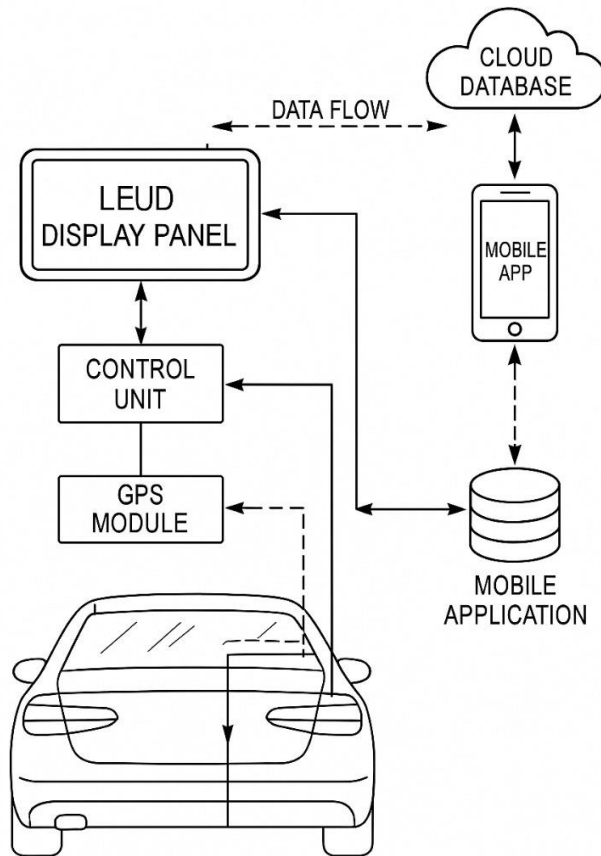 CLOUD
DATABASE
DATA FLOW
LEUD
DISPLAY PANEL
MOBILE
APP
CONTROL
UNIT
GPS
MODULE
MOBILE
APPLICATION